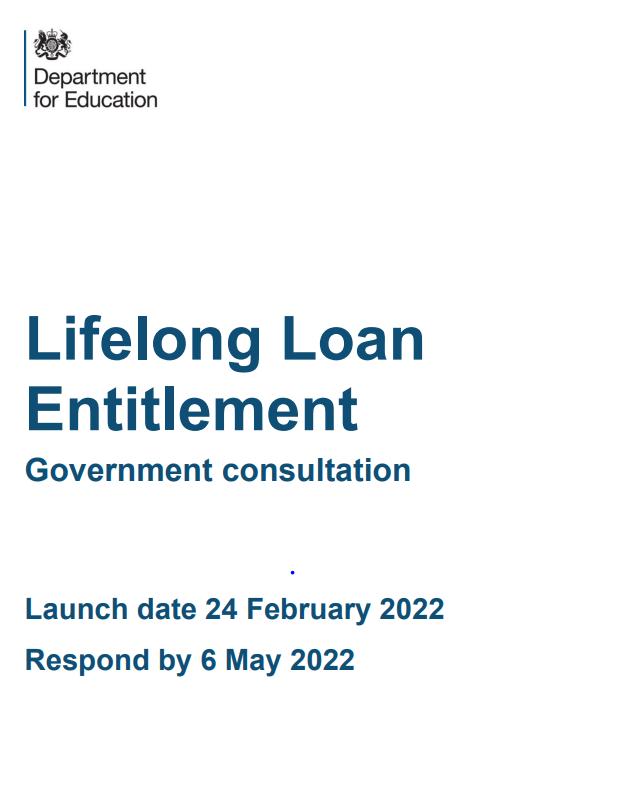 Department
for Education
Lifelong Loan
Entitlement
Government consultation
.
Launch date 24 February 2022
Respond by 6 May 2022